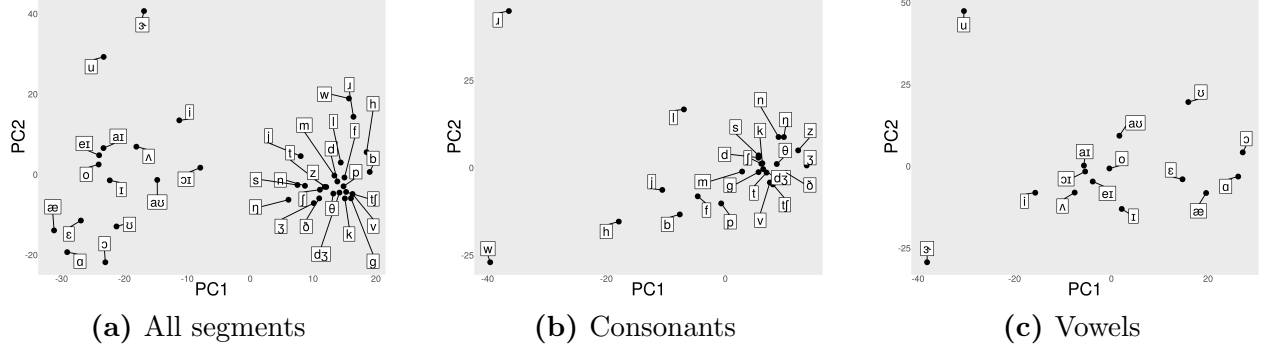 40
20
0
-20
-30
-20
-10
0
10
20
PC2
PC1
ɝ
u
i
eɪ
aɪ
ʌ
o
ɪ
ɔɪ
aʊ
æ
ɛ
ʊ
ɔ
ɑ
ɹ
w
h
m
l
f
j
t
d
b
s
n
z
p
ŋ
ʃ
tʃ
ʒ
ð
θ
k
v
dʒ
g
(a) All segments
25
0
-25
-40
-20
0
PC2
PC1
ɹ
l
n
ŋ
s
k
z
d
ʃ
θ
ʒ
j
m
g
t
dʒ
ð
h
b
f
p
v
tʃ
w
(b) Consonants
50
25
0
-25
-20
0
20
PC2
PC1
u
ʊ
aʊ
ɔ
aɪ
o
ɔɪ
ɛ
ɑ
i
ʌ
eɪ
æ
ɪ
ɝ
(c) Vowels